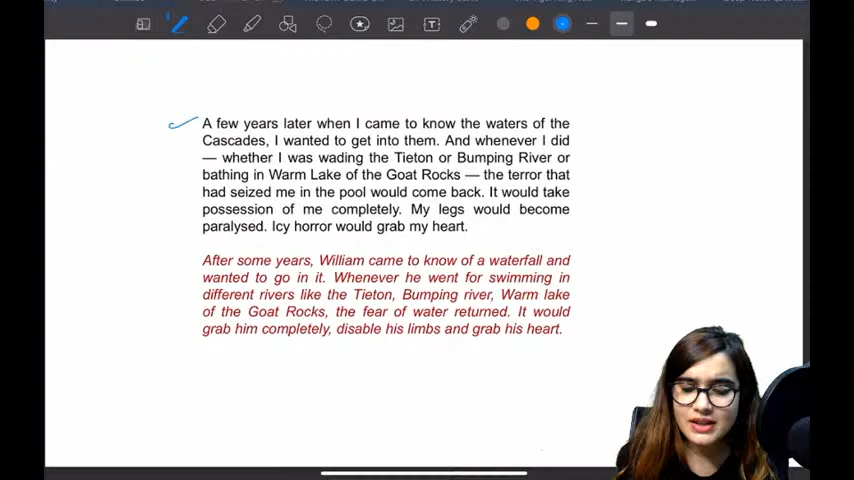 A few years later when I came to know the waters of the
Cascades, I wanted to get into them. And whenever I did
— whether I was wading the Tieton or Bumping River or
bathing in Warm Lake of the Goat Rocks — the terror that
had seized me in the pool would come back. It would take
possession of me completely. My legs would become
paralysed. Icy horror would grab my heart.
After some years, William came to know of a waterfall and
wanted to go in it. Whenever he went for swimming in
different rivers like the Tieton, Bumping river, Warm lake
of the Goat Rocks, the fear of water returned. It would
grab him completely, disable his limbs and grab his heart.